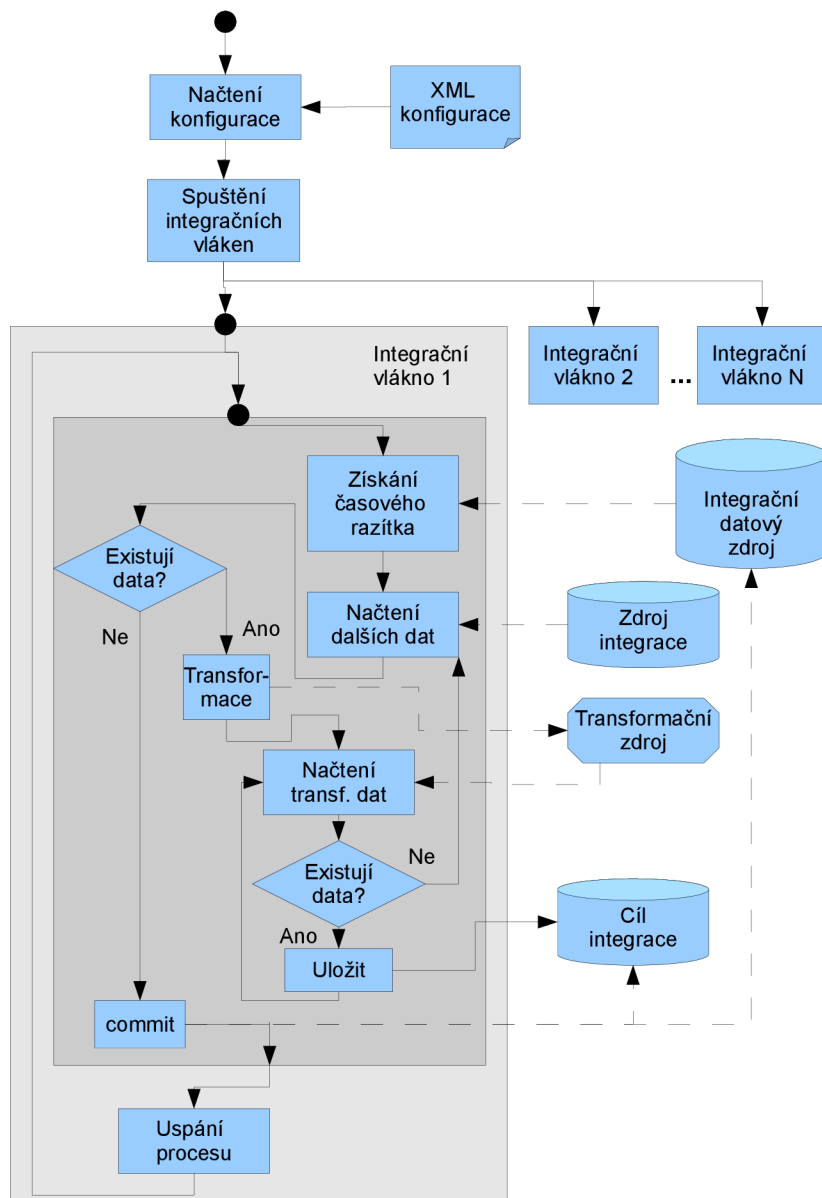 Načtení
konfigurace
XML
konfigurace
Spuštění
integračních
vláken
Integrační
vlákno 1
Integrační
vlákno 2
...
Integrační
vlákno N
Získání
časového
razítka
Integrační
datový
zdroj
Existují
data?
Ne
Ano
Načtení
dalších dat
Zdroj
integrace
Transfor-
mace
Transformační
zdroj
Načtení
transf. dat
Existují
data?
Ne
Ano
Uložit
Cíl
integrace
commit
Uspání
procesu